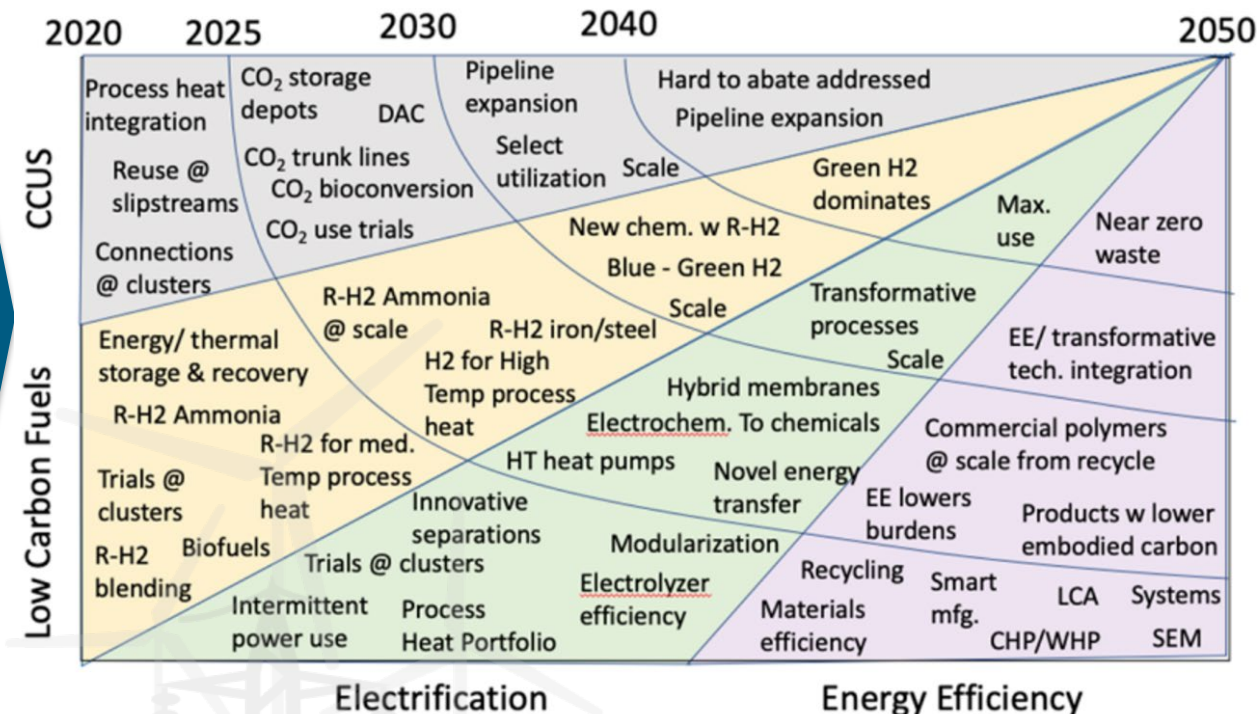 2020 2025 2030 2040 2050
CCUS
Process heat
integration
Reuse @
slipstreams
Connections
@ clusters
CO₂ storage
depots
DAC
CO₂ trunk lines
CO₂ bioconversion
CO₂ use trials
Pipeline
expansion
Select
utilization
Scale
Hard to abate addressed
Pipeline expansion
Low Carbon Fuels
Energy/ thermal
storage & recovery
R-H2 Ammonia
R-H2 for med.
Temp process
heat
Trials @
clusters
R-H2
blending
Biofuels
R-H2 Ammonia
@ scale
R-H2 iron/steel
H2 for High
Temp process
heat
New chem. w R-H2
Blue - Green H2
Scale
Green H2
dominates
Intermittent
power use
Trials @ clusters
Innovative
separations
Process
Heat Portfolio
Modularization
Electrolyzer
efficiency
HT heat pumps
Novel energy
transfer
Hybrid membranes
Electrochem. To chemicals
Transformative
processes
Scale
Max.
use
Materials
efficiency
Recycling
Smart
mfg.
LCA
Systems
CHP/WHP
SEM
EE lowers
burdens
Products w lower
embodied carbon
Commercial polymers
@ scale from recycle
EE/ transformative
tech. integration
Near zero
waste
Electrification
Energy Efficiency